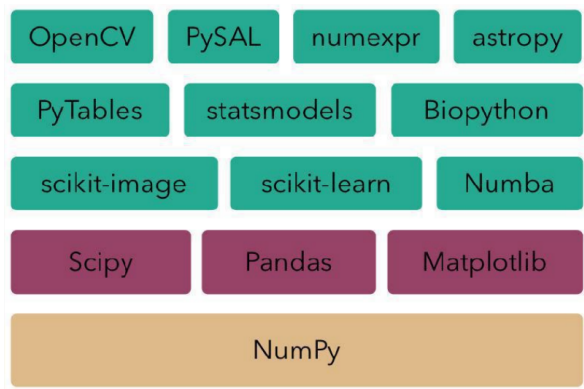 OpenCV PySAL numexpr astropy
PyTables statsmodels Biopython
scikit-image scikit-learn Numba
Scipy Pandas Matplotlib
NumPy